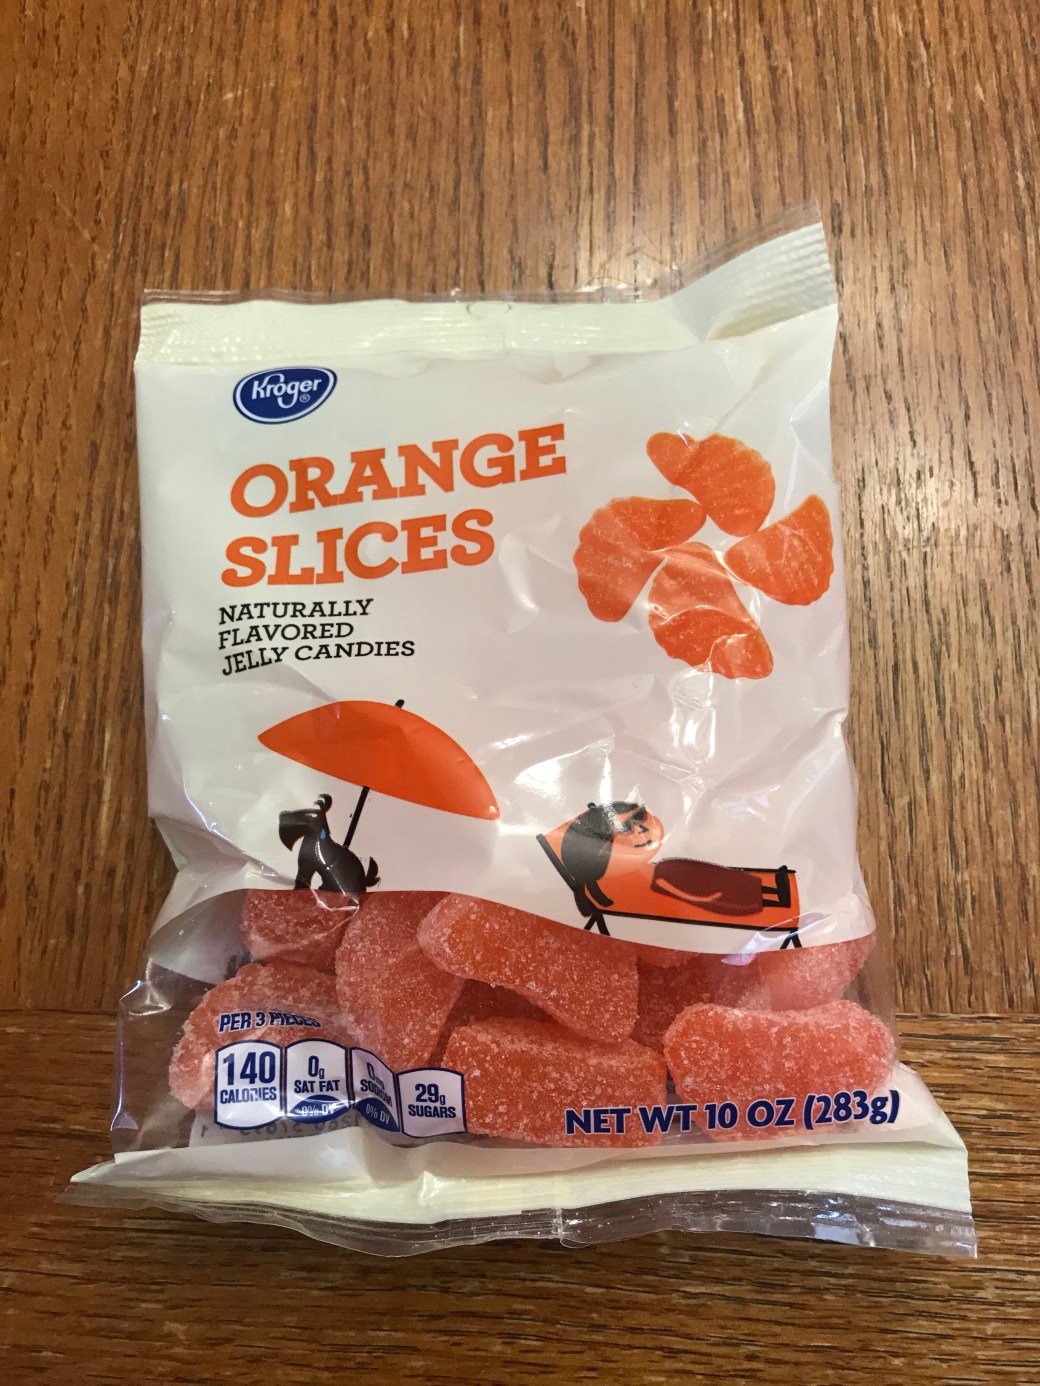 Kroger®
ORANGE
SLICES
NATURALLY
FLAVORED
JELLY CANDIES
PER 3 PIECES
140
CALORIES
0g
SAT FAT
0% DV
SODIUM
0% DV
29g
SUGARS
NET WT 10 OZ (283g)